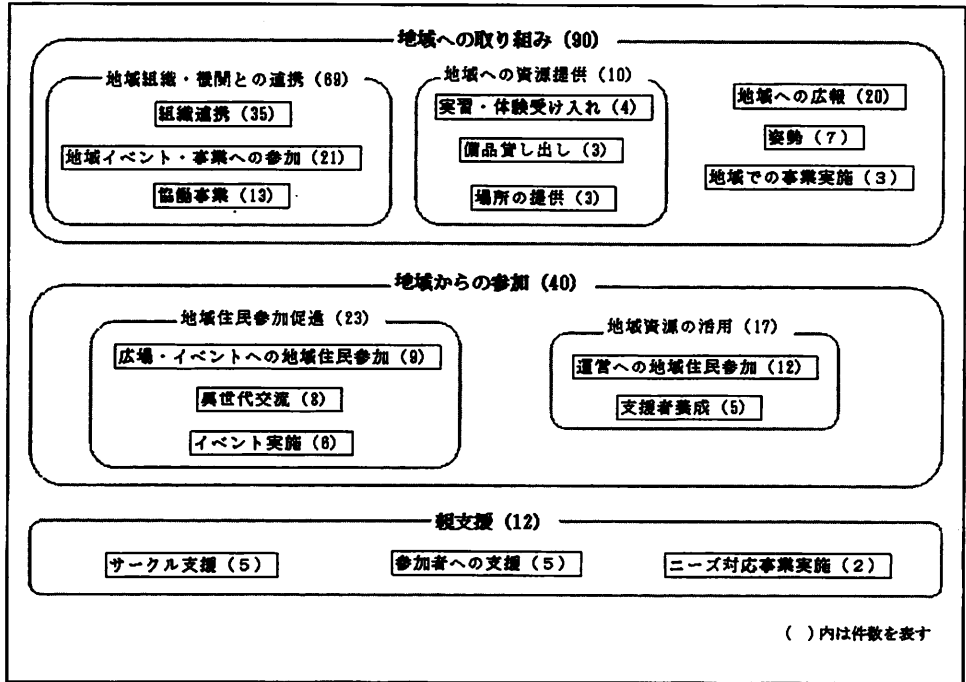 地域への取り組み（90）
地域組織・機関との連携（69）
組織連携（35）
地域イベント・事業への参加（21）
協働事業（13）
地域への資源提供（10）
実習・体験受け入れ（4）
備品貸し出し（3）
場所の提供（3）
地域への広報（20）
姿勢（7）
地域での事業実施（3）
地域からの参加（40）
地域住民参加促進（23）
広場・イベントへの地域住民参加（9）
異世代交流（8）
イベント実施（6）
地域資源の活用（17）
運営への地域住民参加（12）
支援者養成（5）
親支援（12）
サークル支援（5）
参加者への支援（5）
ニーズ対応事業実施（2）
（　）内は件数を表す